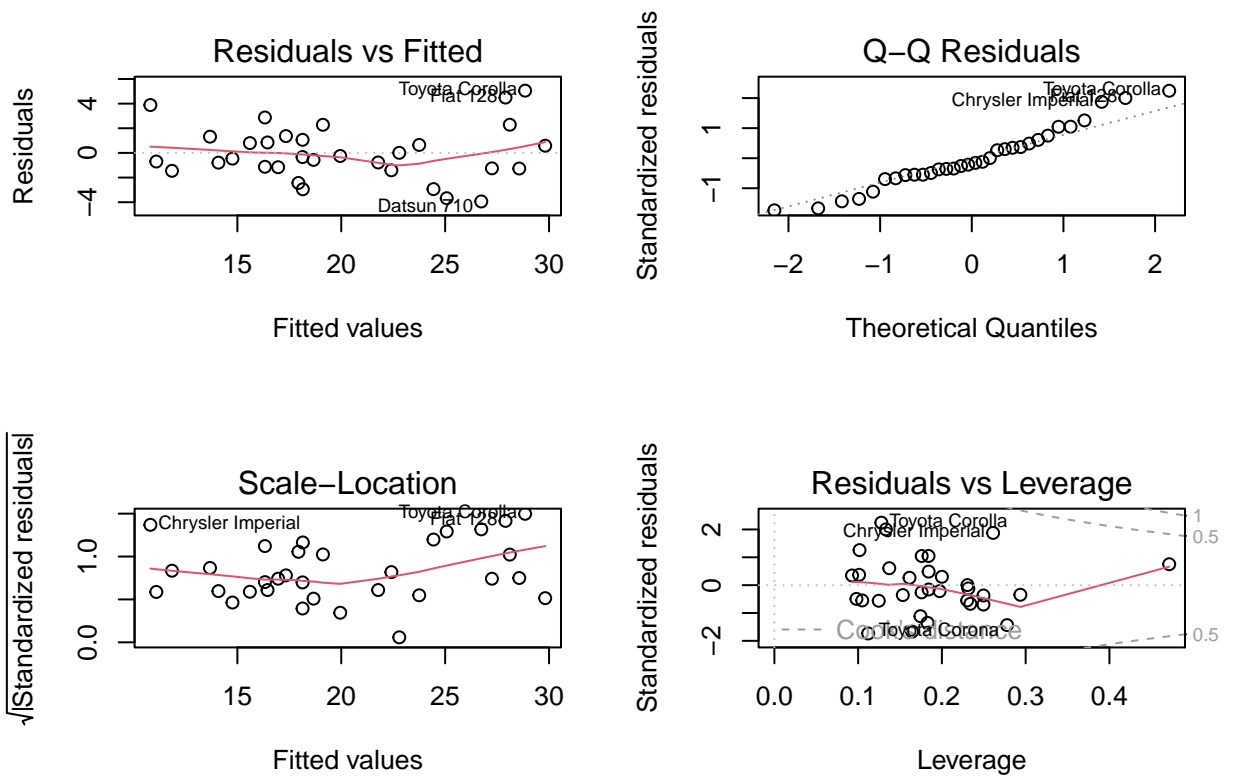 Residuals vs Fitted
Residuals
4
0
−4
Toyota Corolla
Fiat 128
Datsun 710
15 20 25 30
Fitted values
Q−Q Residuals
Standardized residuals
1
−1
Toyota Corolla
Fiat 128
Chrysler Imperial
−2 −1 0 1 2
Theoretical Quantiles
Scale−Location
√|Standardized residuals|
1.0
0.0
Toyota Corolla
Fiat 128
Chrysler Imperial
15 20 25 30
Fitted values
Residuals vs Leverage
Standardized residuals
2
0
−2
Toyota Corolla
Chrysler Imperial
Toyota Corona
Cook's distance
1
0.5
0.5
0.0 0.1 0.2 0.3 0.4
Leverage